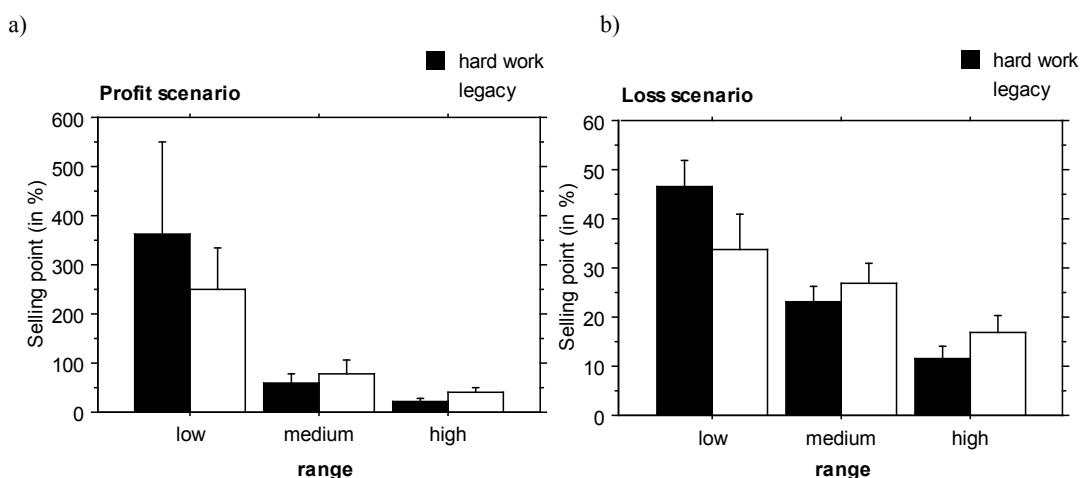 a)
hard work
legacy
Profit scenario
600
500
400
300
200
100
0
Selling point (in %)
low medium high
range
b)
hard work
legacy
Loss scenario
60
50
40
30
20
10
0
Selling point (in %)
low medium high
range